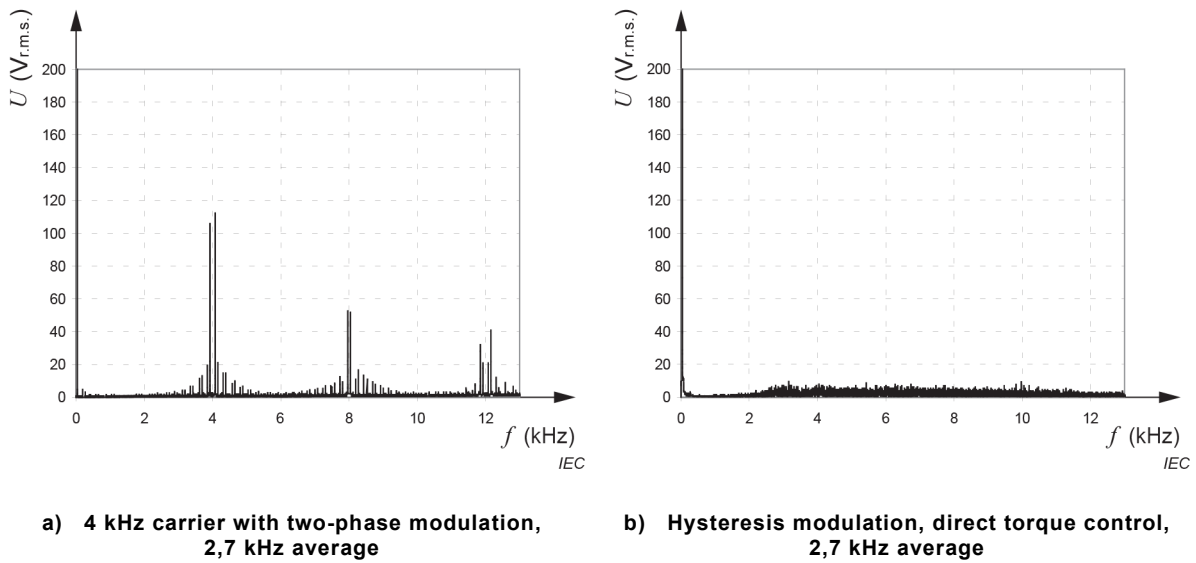 U (Vr.m.s.)
200
180
160
140
120
100
80
60
40
20
0
0 2 4 6 8 10 12
f (kHz)
IEC
a) 4 kHz carrier with two-phase modulation,
2,7 kHz average
U (Vr.m.s.)
200
180
160
140
120
100
80
60
40
20
0
0 2 4 6 8 10 12
f (kHz)
IEC
b) Hysteresis modulation, direct torque control,
2,7 kHz average